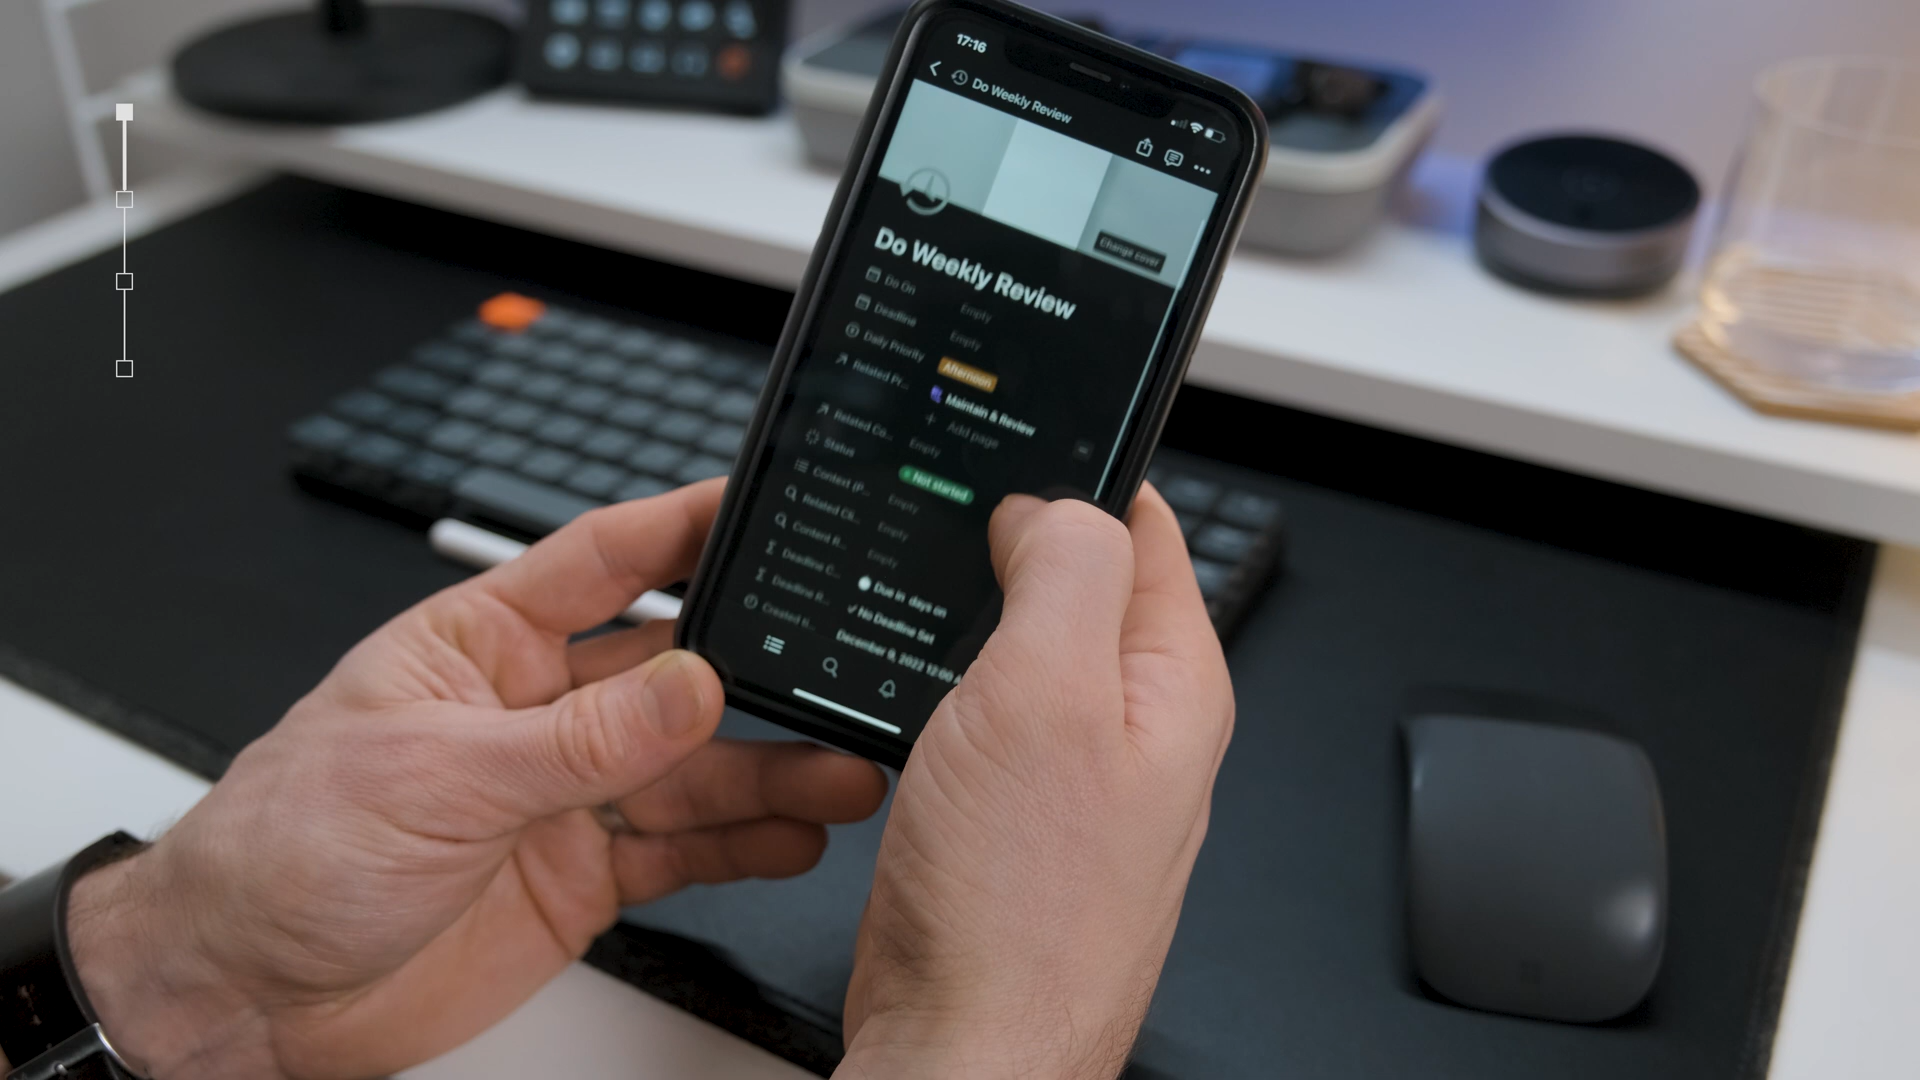 17:16
Do Weekly Review
Change cover
Do Weekly Review
Do On Empty
Deadline Empty
Daily Priority Afternoon
Related Pr... Maintain & Review
+ Add page
Related Co... Empty
Status Not started
Context (P... Empty
Related Cl... Empty
Content R... Empty
Deadline C... Due in days on
Deadline R... ✓ No Deadline Set
Created ti... December 9, 2022 12:00 A